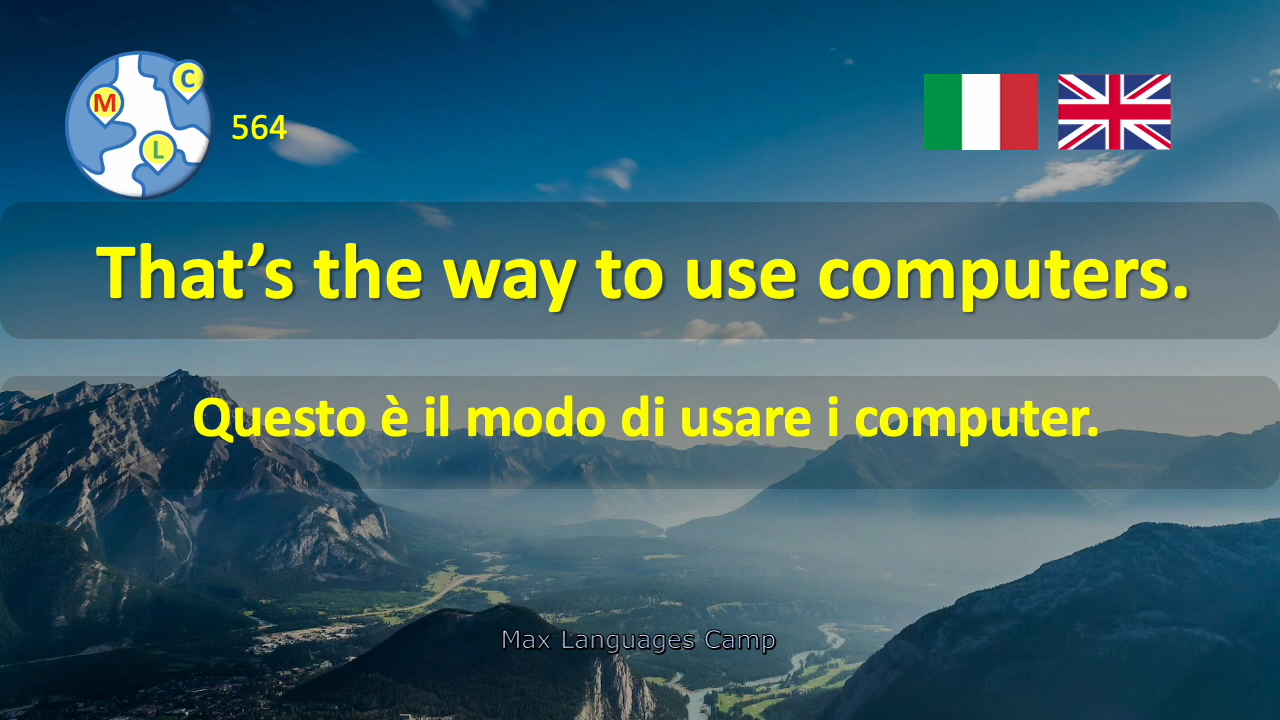 M
C
L
564
That’s the way to use computers.
Questo è il modo di usare i computer.
Max Languages Camp